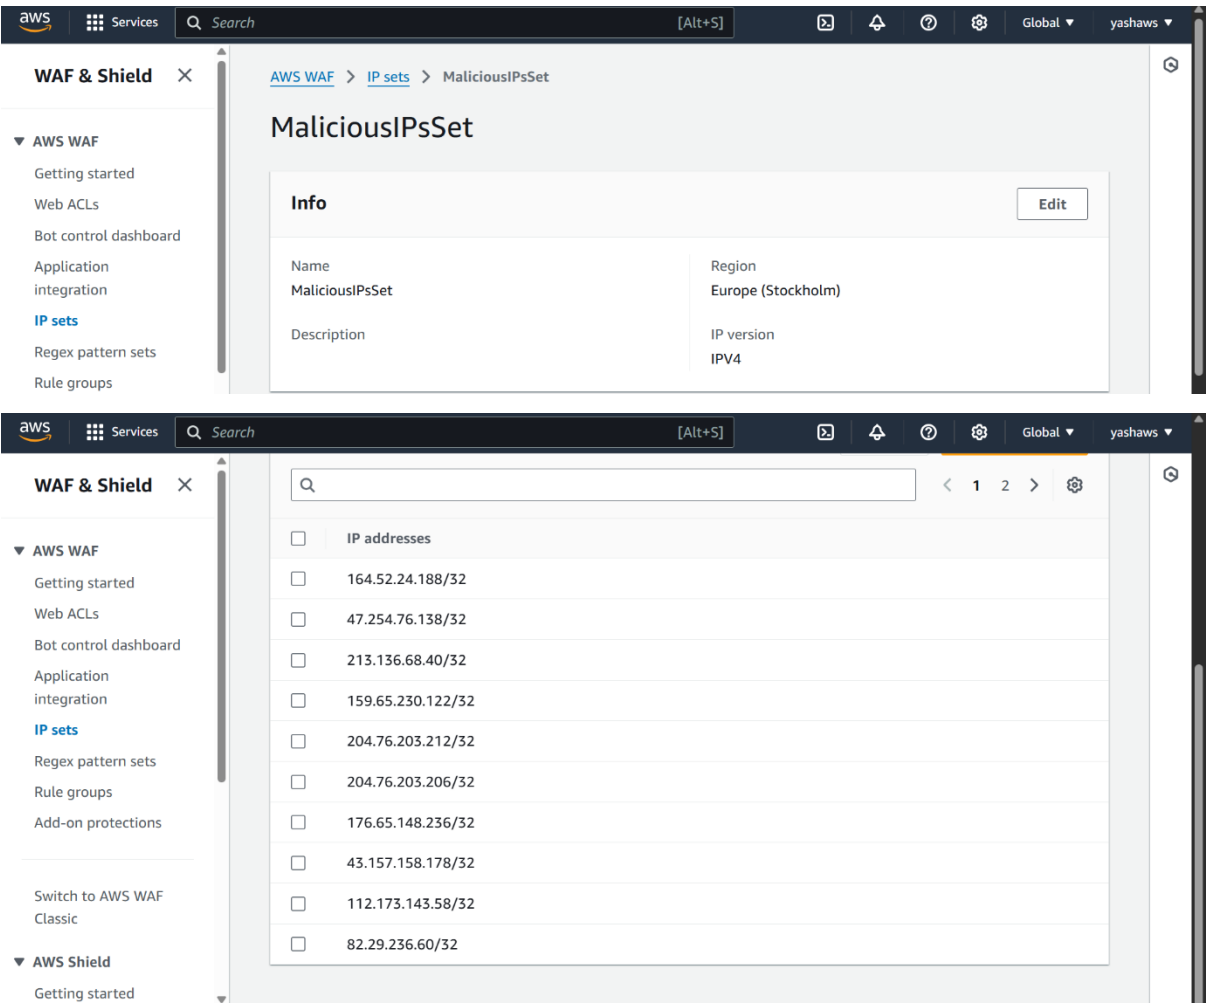 aws Services Search [Alt+S] Global ▼ yashaws ▼
WAF & Shield
AWS WAF > IP sets > MaliciousIPsSet
MaliciousIPsSet
▼ AWS WAF
Getting started
Web ACLs
Bot control dashboard
Application
integration
IP sets
Regex pattern sets
Rule groups
Info
Edit
Name
MaliciousIPsSet
Region
Europe (Stockholm)
Description
IP version
IPV4
aws Services Search [Alt+S] Global ▼ yashaws ▼
WAF & Shield
▼ AWS WAF
Getting started
Web ACLs
Bot control dashboard
Application
integration
IP sets
Regex pattern sets
Rule groups
Add-on protections
Switch to AWS WAF
Classic
▼ AWS Shield
Getting started
< 1 2 >
IP addresses
164.52.24.188/32
47.254.76.138/32
213.136.68.40/32
159.65.230.122/32
204.76.203.212/32
204.76.203.206/32
176.65.148.236/32
43.157.158.178/32
112.173.143.58/32
82.29.236.60/32